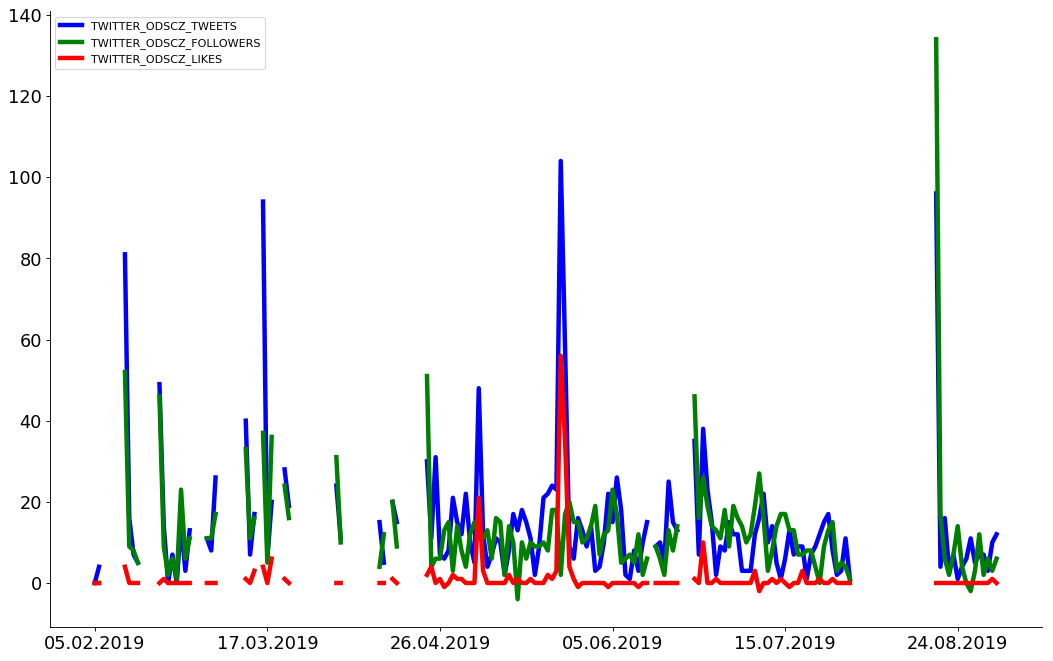 TWITTER_ODSCZ_TWEETS
TWITTER_ODSCZ_FOLLOWERS
TWITTER_ODSCZ_LIKES
140
120
100
80
60
40
20
0
05.02.2019 17.03.2019 26.04.2019 05.06.2019 15.07.2019 24.08.2019